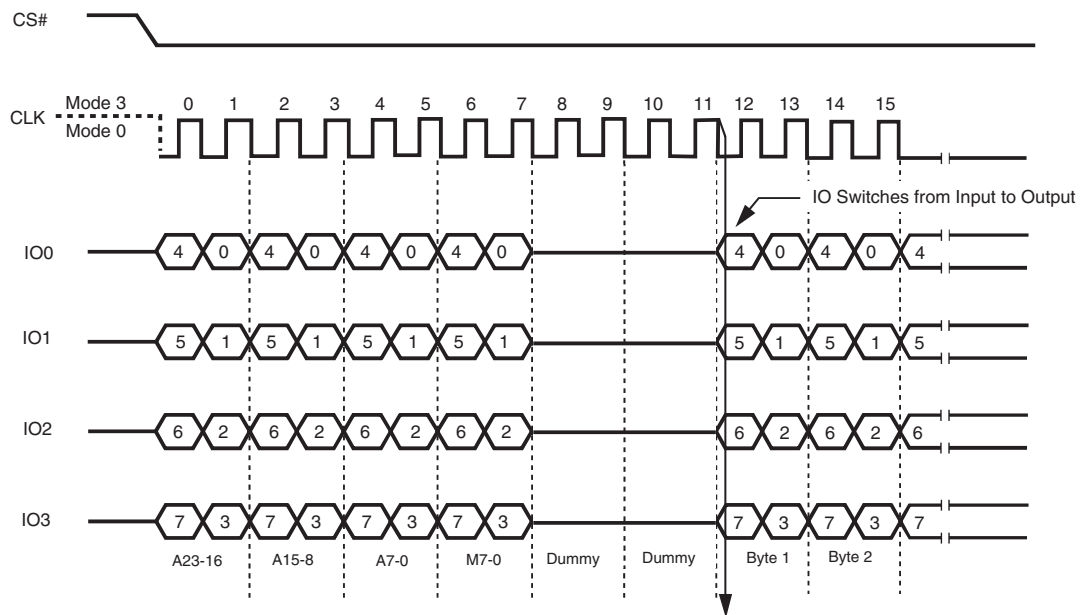 CS#
Mode 3
CLK
Mode 0
0 1 2 3 4 5 6 7 8 9 10 11 12 13 14 15
IO Switches from Input to Output
IO0 4 0 4 0 4 0 4 0 4 0 4 0 4
IO1 5 1 5 1 5 1 5 1 5 1 5 1 5
IO2 6 2 6 2 6 2 6 2 6 2 6 2 6
IO3 7 3 7 3 7 3 7 3 7 3 7 3 7
A23-16 A15-8 A7-0 M7-0 Dummy Dummy Byte 1 Byte 2